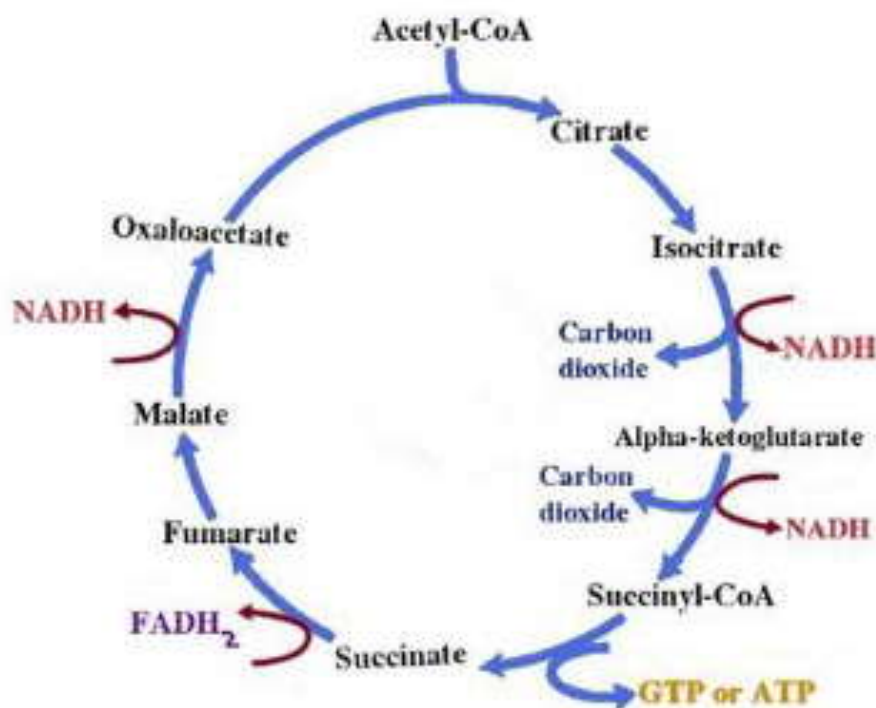 Acetyl-CoA
Citrate
Isocitrate
NADH
Carbon
dioxide
Alpha-ketoglutarate
NADH
Carbon
dioxide
Succinyl-CoA
GTP or ATP
Succinate
FADH2
Fumarate
Malate
NADH
Oxaloacetate